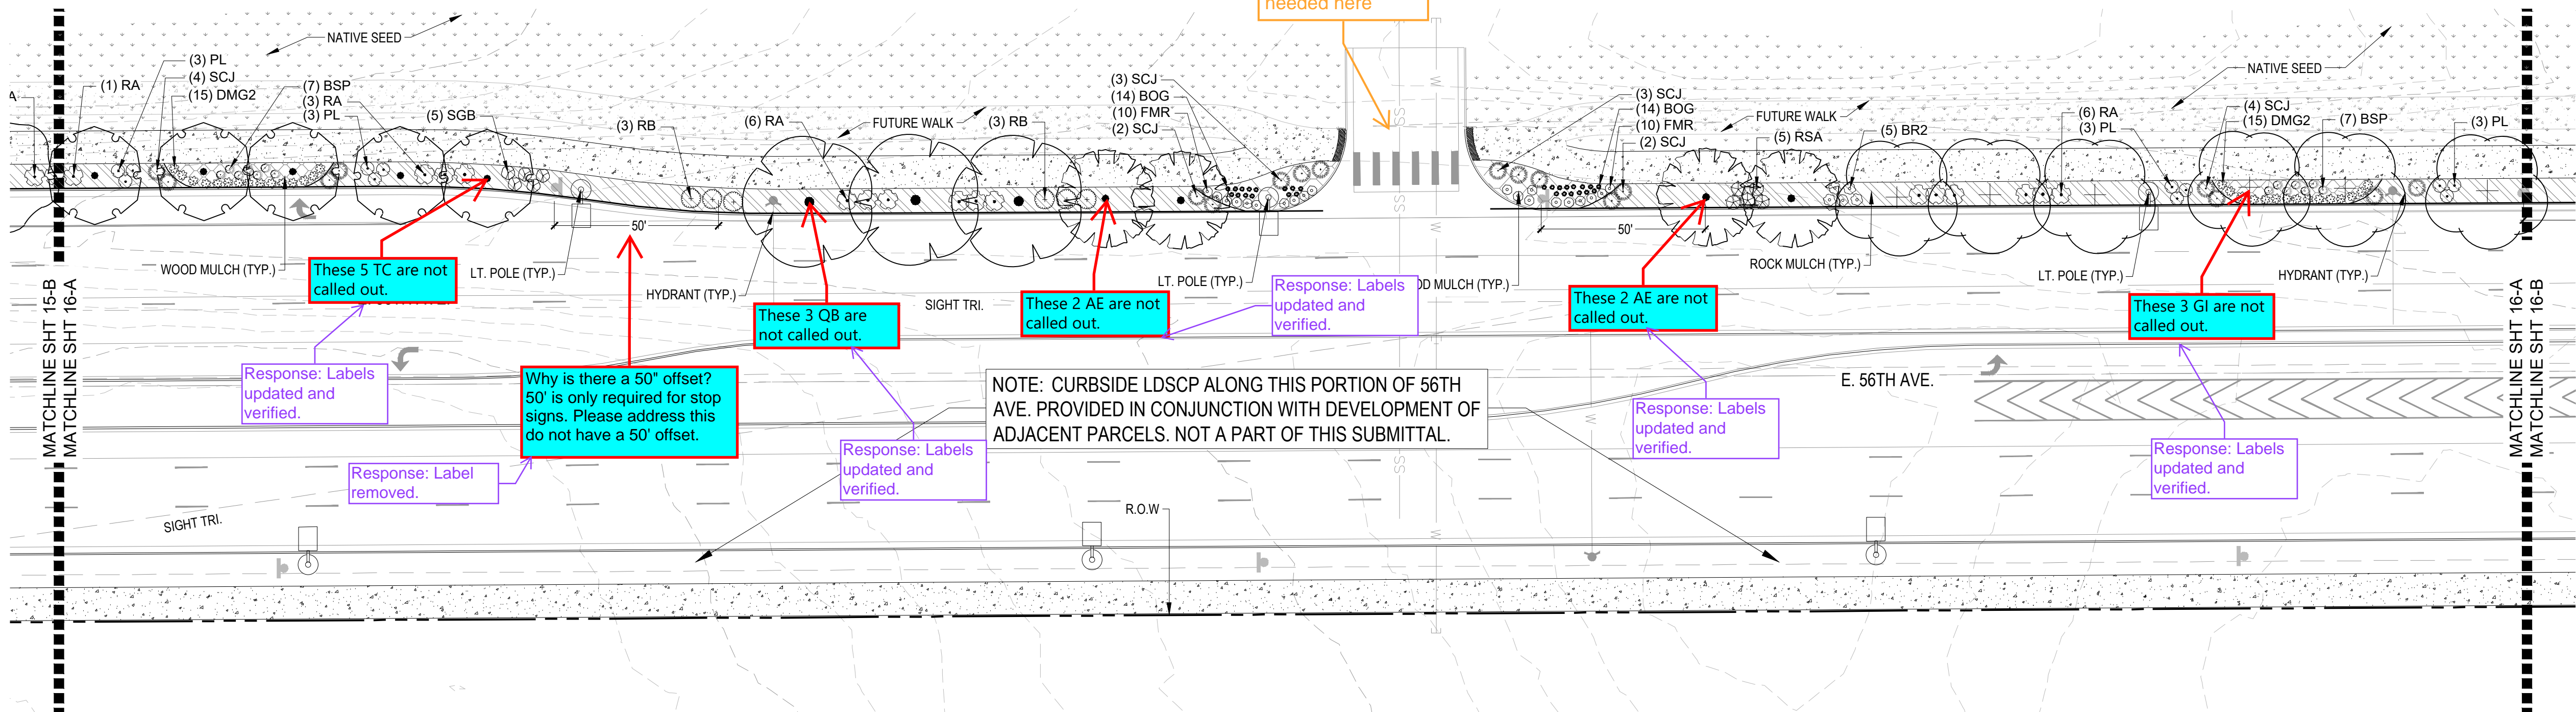 needed here
NATIVE SEED
(3) PL
(4) SCJ
(15) DMG2
(1) RA
A
(7) BSP
(3) RA
(3) PL
(5) SGB
(3) RB
(6) RA
FUTURE WALK
(3) RB
(3) SCJ
(14) BOG
(10) FMR
(2) SCJ
W
SS
(3) SCJ
(14) BOG
(10) FMR
(2) SCJ
FUTURE WALK
(5) RSA
(5) BR2
(6) RA
(3) PL
NATIVE SEED
(4) SCJ
(15) DMG2
(7) BSP
(3) PL
SS
W
50'
50'
WOOD MULCH (TYP.)
These 5 TC are not
called out.
LT. POLE (TYP.)
HYDRANT (TYP.)
These 3 QB are
not called out.
SIGHT TRI.
These 2 AE are not
called out.
LT. POLE (TYP.)
Response: Labels
updated and
verified.
OD MULCH (TYP.)
These 2 AE are not
called out.
ROCK MULCH (TYP.)
LT. POLE (TYP.)
These 3 GI are not
called out.
HYDRANT (TYP.)
MATCHLINE SHT 15-B
MATCHLINE SHT 16-A
Response: Labels
updated and
verified.
Why is there a 50" offset?
50' is only required for stop
signs. Please address this
do not have a 50' offset.
Response: Label
removed.
Response: Labels
updated and
verified.
NOTE: CURBSIDE LDSCP ALONG THIS PORTION OF 56TH
AVE. PROVIDED IN CONJUNCTION WITH DEVELOPMENT OF
ADJACENT PARCELS. NOT A PART OF THIS SUBMITTAL.
W
SS
W
Response: Labels
updated and
verified.
E. 56TH AVE.
Response: Labels
updated and
verified.
MATCHLINE SHT 16-A
MATCHLINE SHT 16-B
SIGHT TRI.
R.O.W
W